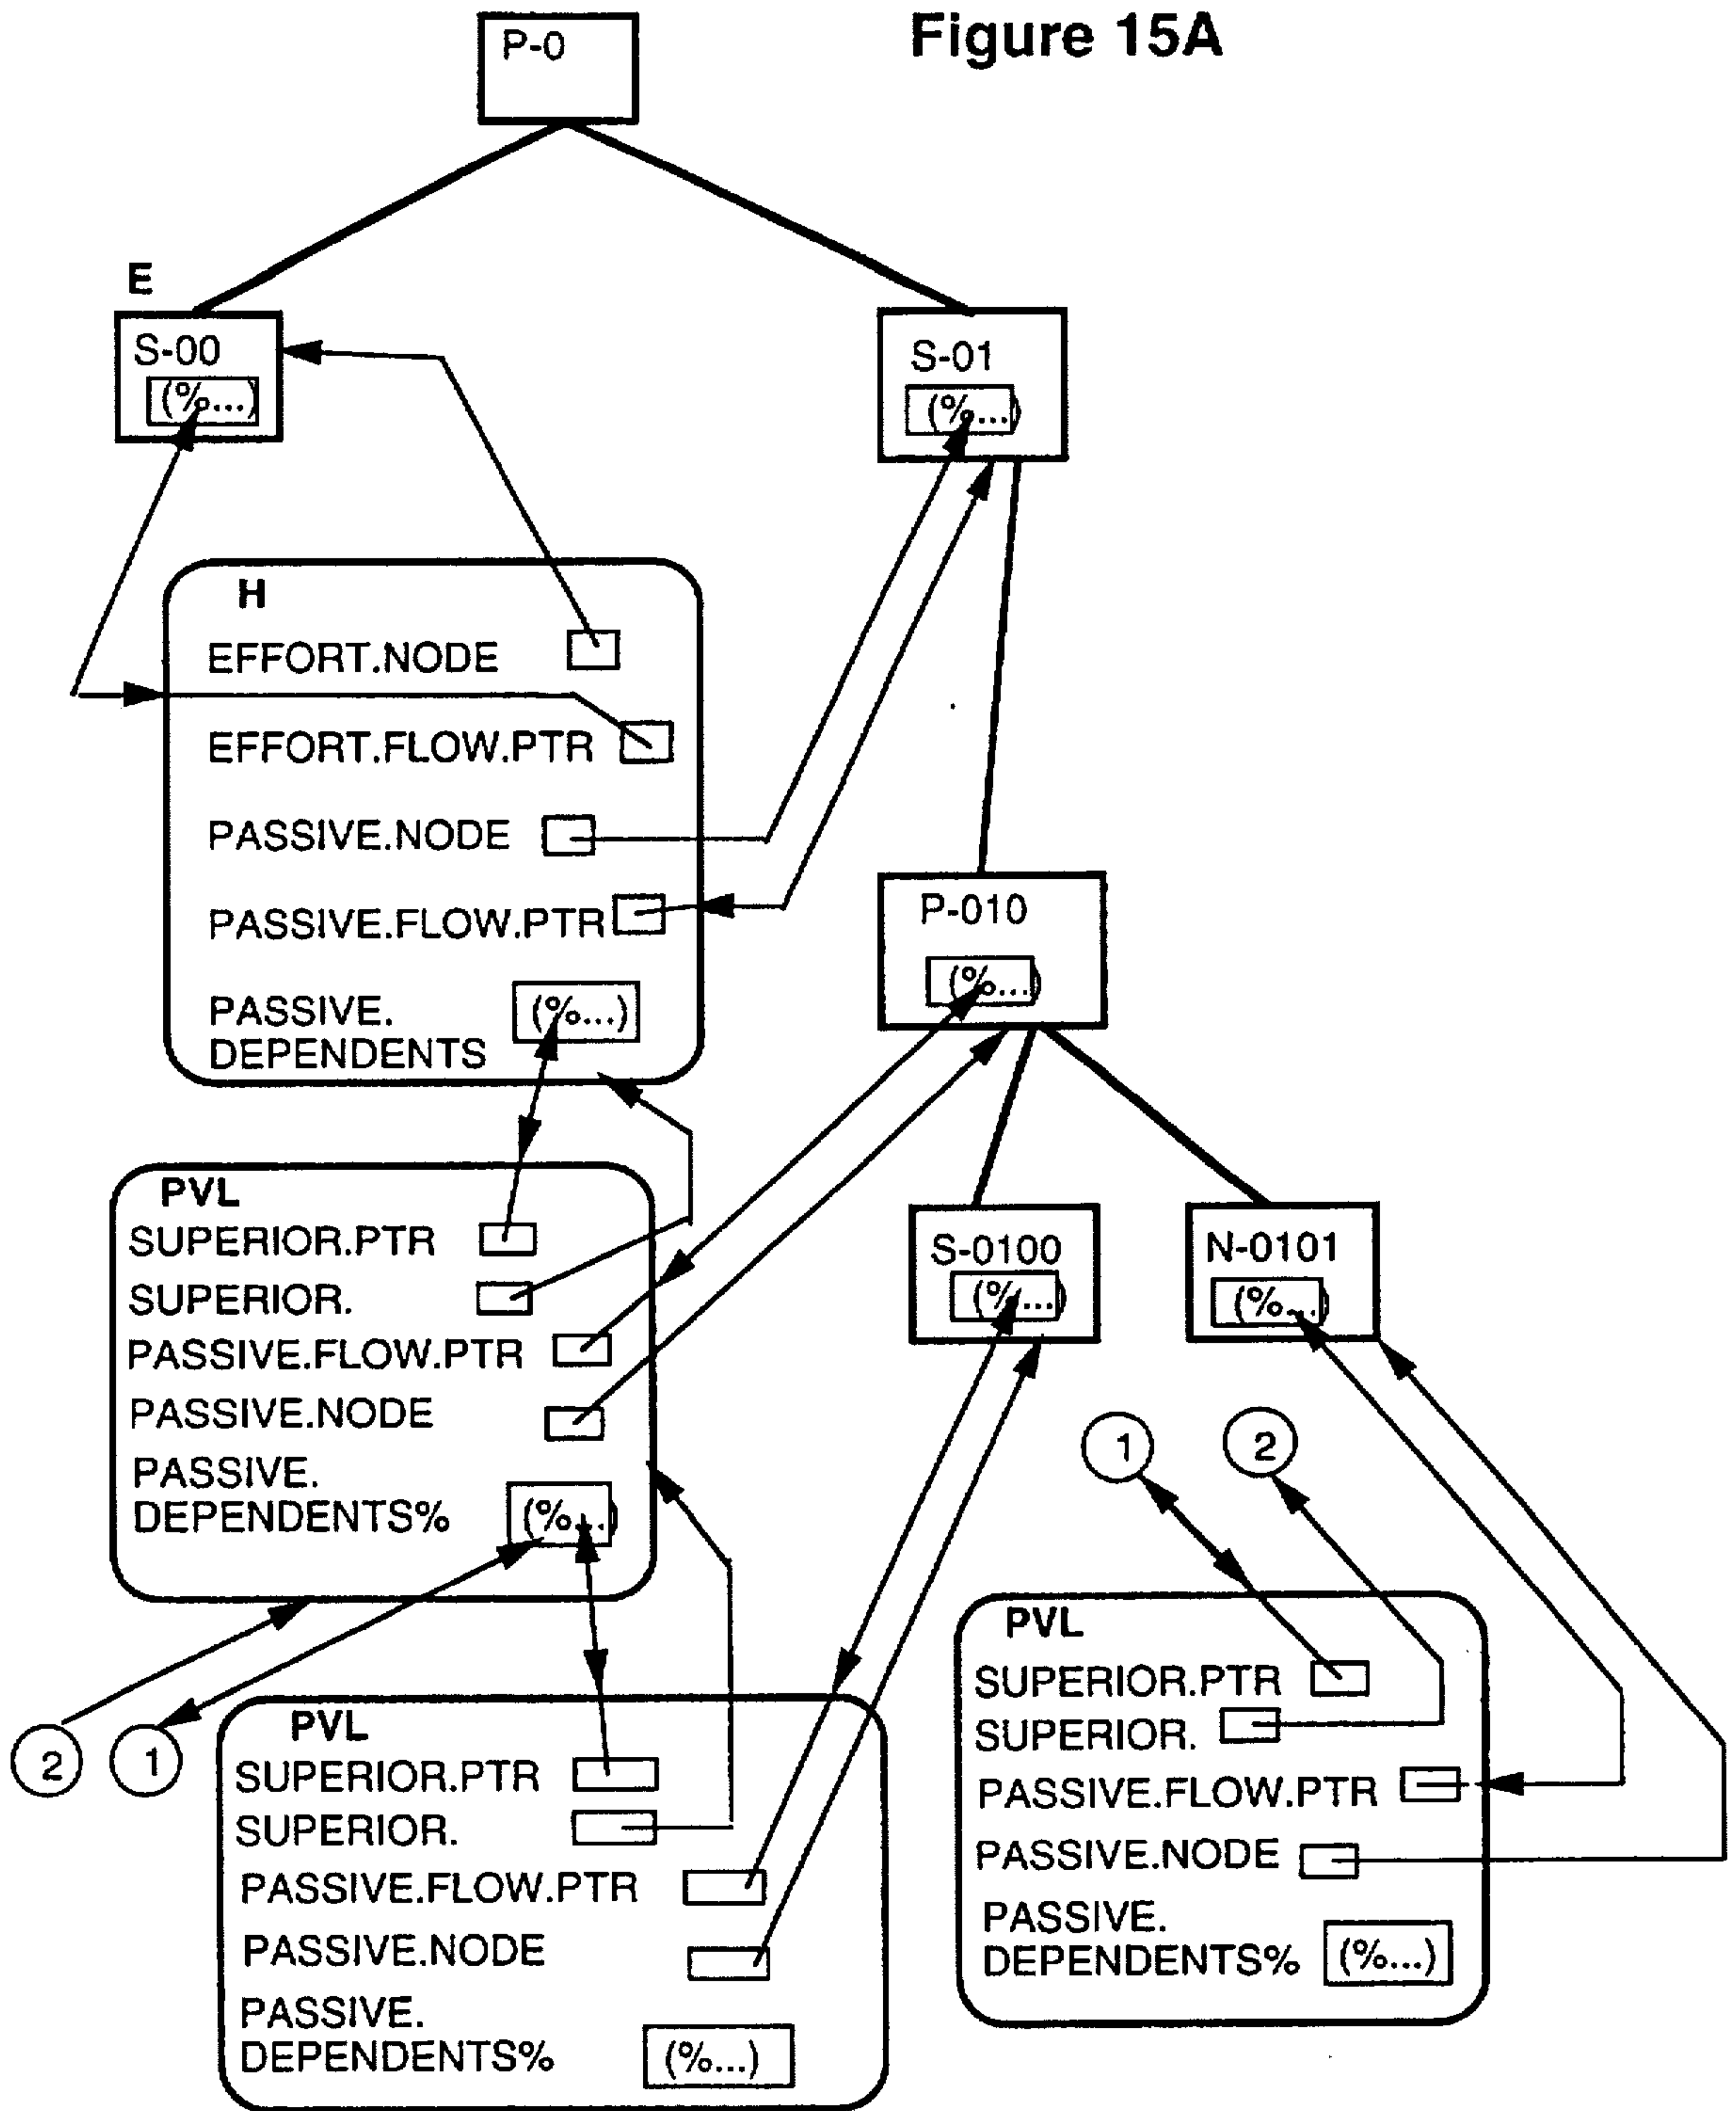 Figure 15A
P-0
E
S-00
(%...)
S-01
(%...)
H
EFFORT.NODE
EFFORT.FLOW.PTR
PASSIVE.NODE
PASSIVE.FLOW.PTR
PASSIVE.
DEPENDENTS
(%...)
P-010
(%...)
PVL
SUPERIOR.PTR
SUPERIOR.
PASSIVE.FLOW.PTR
PASSIVE.NODE
PASSIVE.
DEPENDENTS%
(%...)
S-0100
(%...)
N-0101
(%...)
1
2
2
1
PVL
SUPERIOR.PTR
SUPERIOR.
PASSIVE.FLOW.PTR
PASSIVE.NODE
PASSIVE.
DEPENDENTS%
(%...)
PVL
SUPERIOR.PTR
SUPERIOR.
PASSIVE.FLOW.PTR
PASSIVE.NODE
PASSIVE.
DEPENDENTS%
(%...)